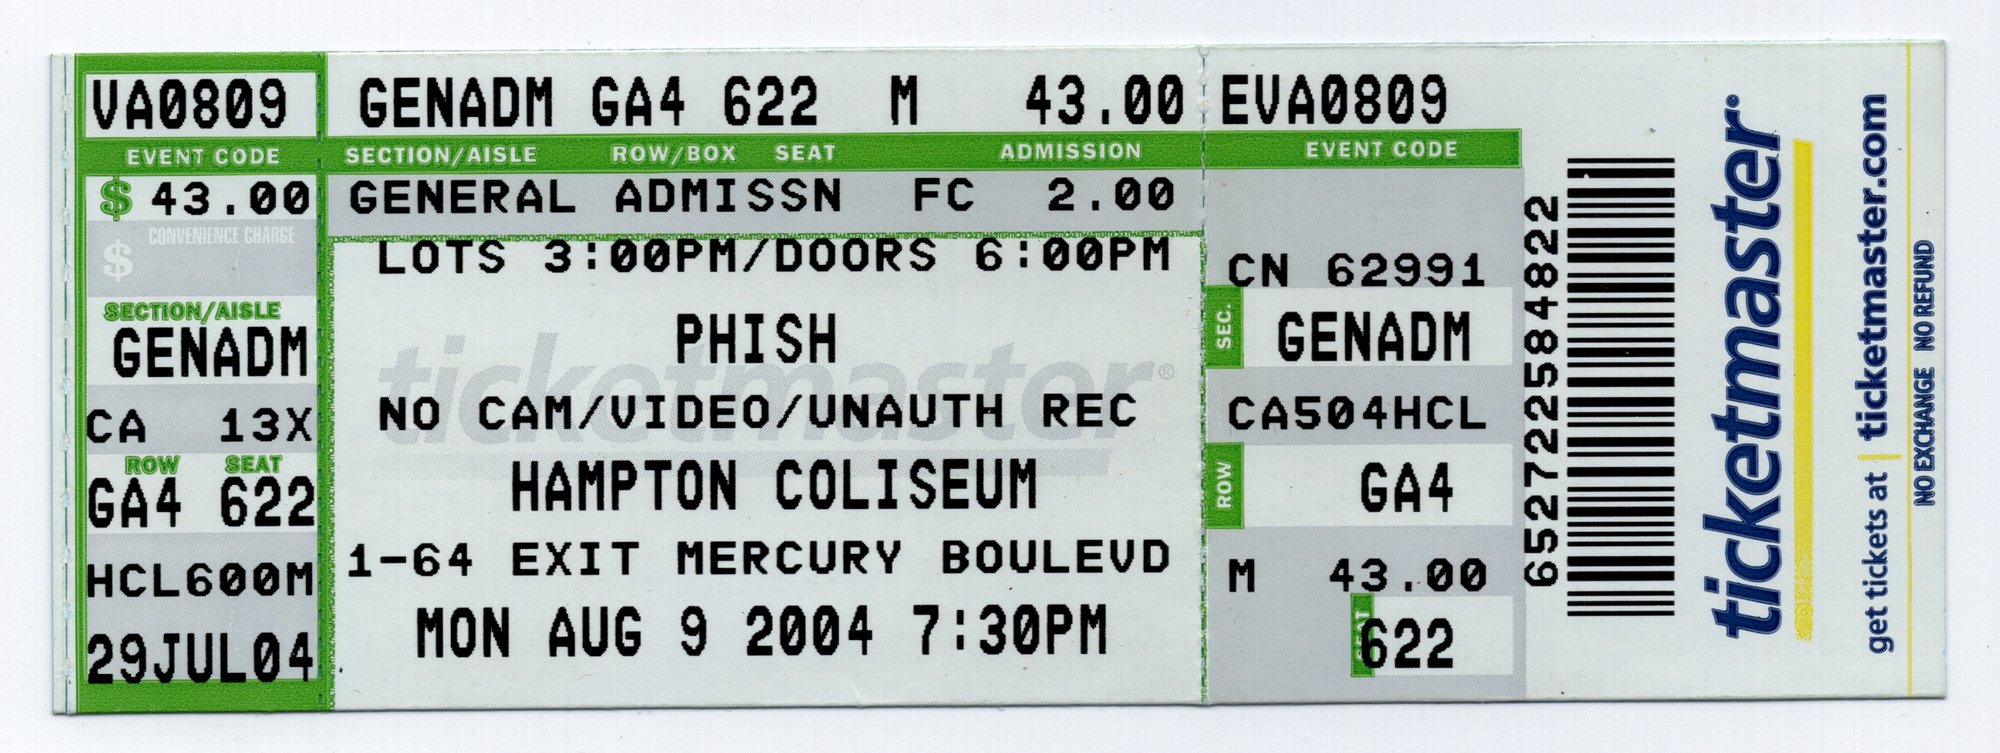 VA0809
EVENT CODE
$ 43.00
CONVENIENCE CHARGE
$
SECTION/AISLE
GENADM
CA 13X
ROW SEAT
GA4 622
HCL600M
29JUL04
GENADM GA4 622 M 43.00
SECTION/AISLE ROW/BOX SEAT ADMISSION
GENERAL ADMISSN FC 2.00
LOTS 3:00PM/DOORS 6:00PM
PHISH
ticketmaster®
NO CAM/VIDEO/UNAUTH REC
HAMPTON COLISEUM
1-64 EXIT MERCURY BOULEVD
MON AUG 9 2004 7:30PM
EVA0809
EVENT CODE
CN 62991
SEC. GENADM
CA504HCL
ROW GA4
M 43.00
SEAT 622
652722584822
ticketmaster®
get tickets at | ticketmaster.com
NO EXCHANGE NO REFUND